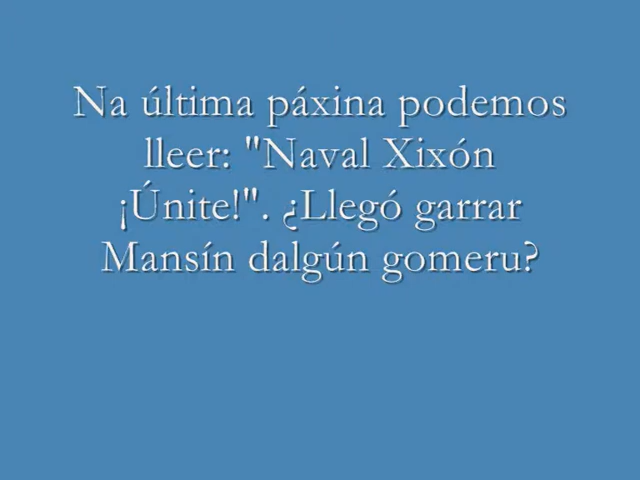 Na última páxina podemos
lleer: "Naval Xixón
¡Únite!". ¿Llegó garrar
Mansín dalgún gomeru?